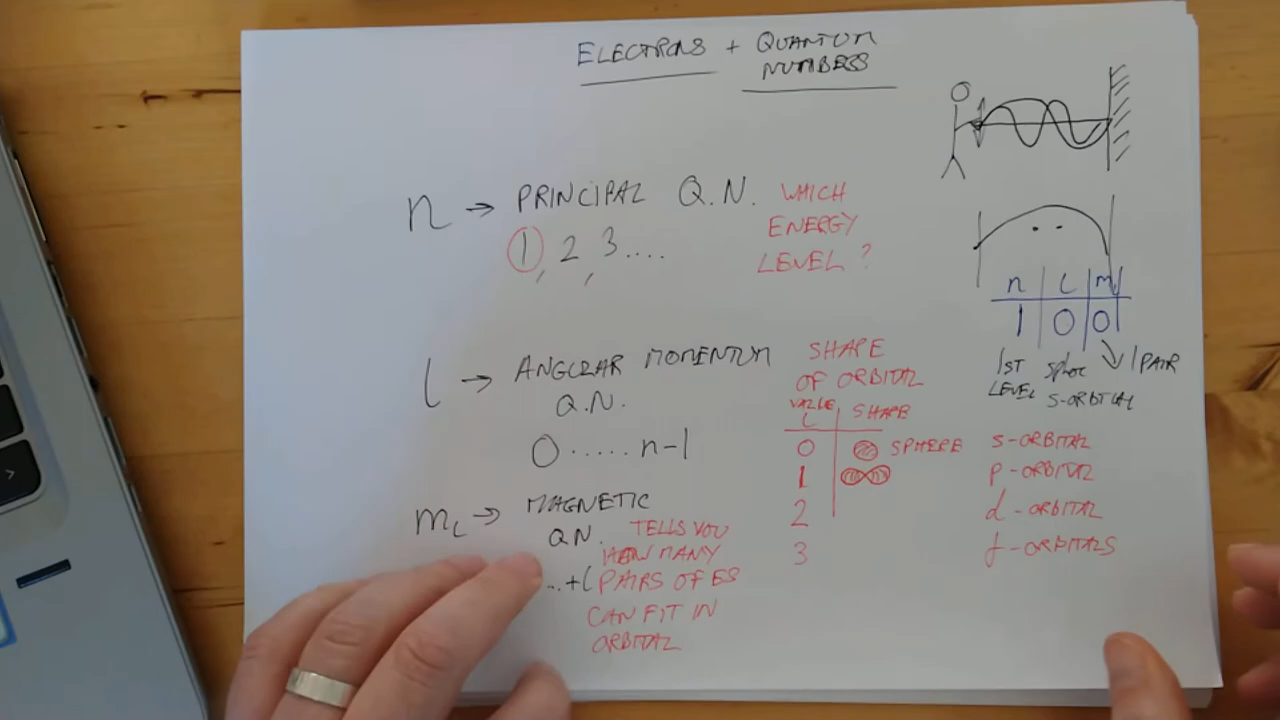 ELECTRONS + QUANTUM
NUMBERS
n → PRINCIPAL Q.N.
1, 2, 3....
WHICH
ENERGY
LEVEL ?
l → ANGULAR MOMENTUM
Q.N.
0 ..... n-1
SHAPE
OF ORBITAL
VALUE
L | SHAPE
0 SPHERE s-ORBITAL
1 p-ORBITAL
2 d-ORBITAL
3 f-ORBITALS
mL → MAGNETIC
Q.N. TELLS YOU
HOW MANY
..+l PAIRS OF ES
CAN FIT IN
ORBITAL
n | L | mL
1 | 0 | 0
1ST
LEVEL
S-ORBITAL
↘ 1 PAIR